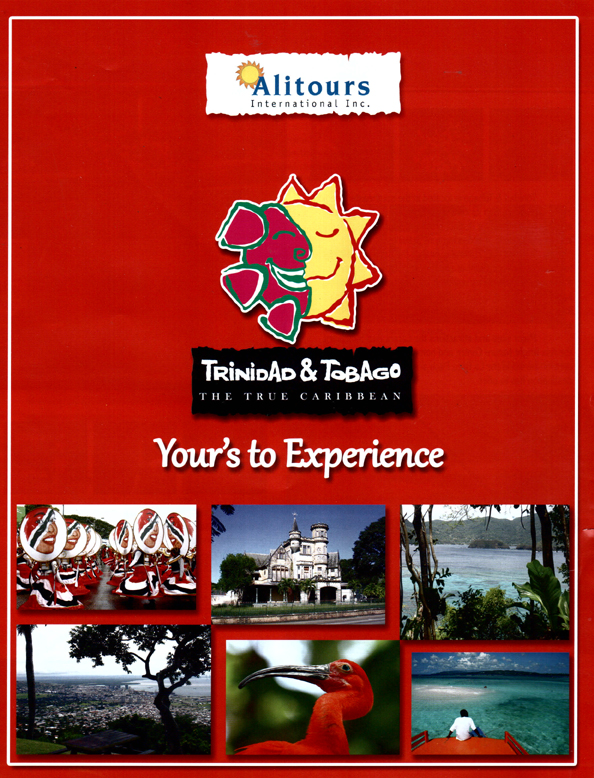 Alitours
International Inc.
TRINIDAD & TOBAGO
THE TRUE CARIBBEAN
Your's to Experience